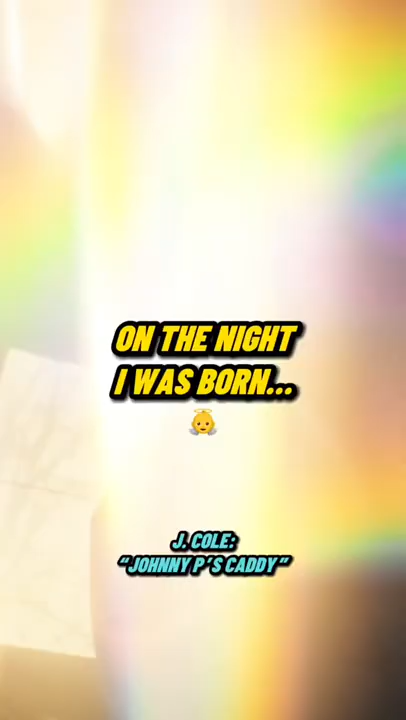 ON THE NIGHT
I WAS BORN...
J. COLE:
"JOHNNY P'S CADDY"